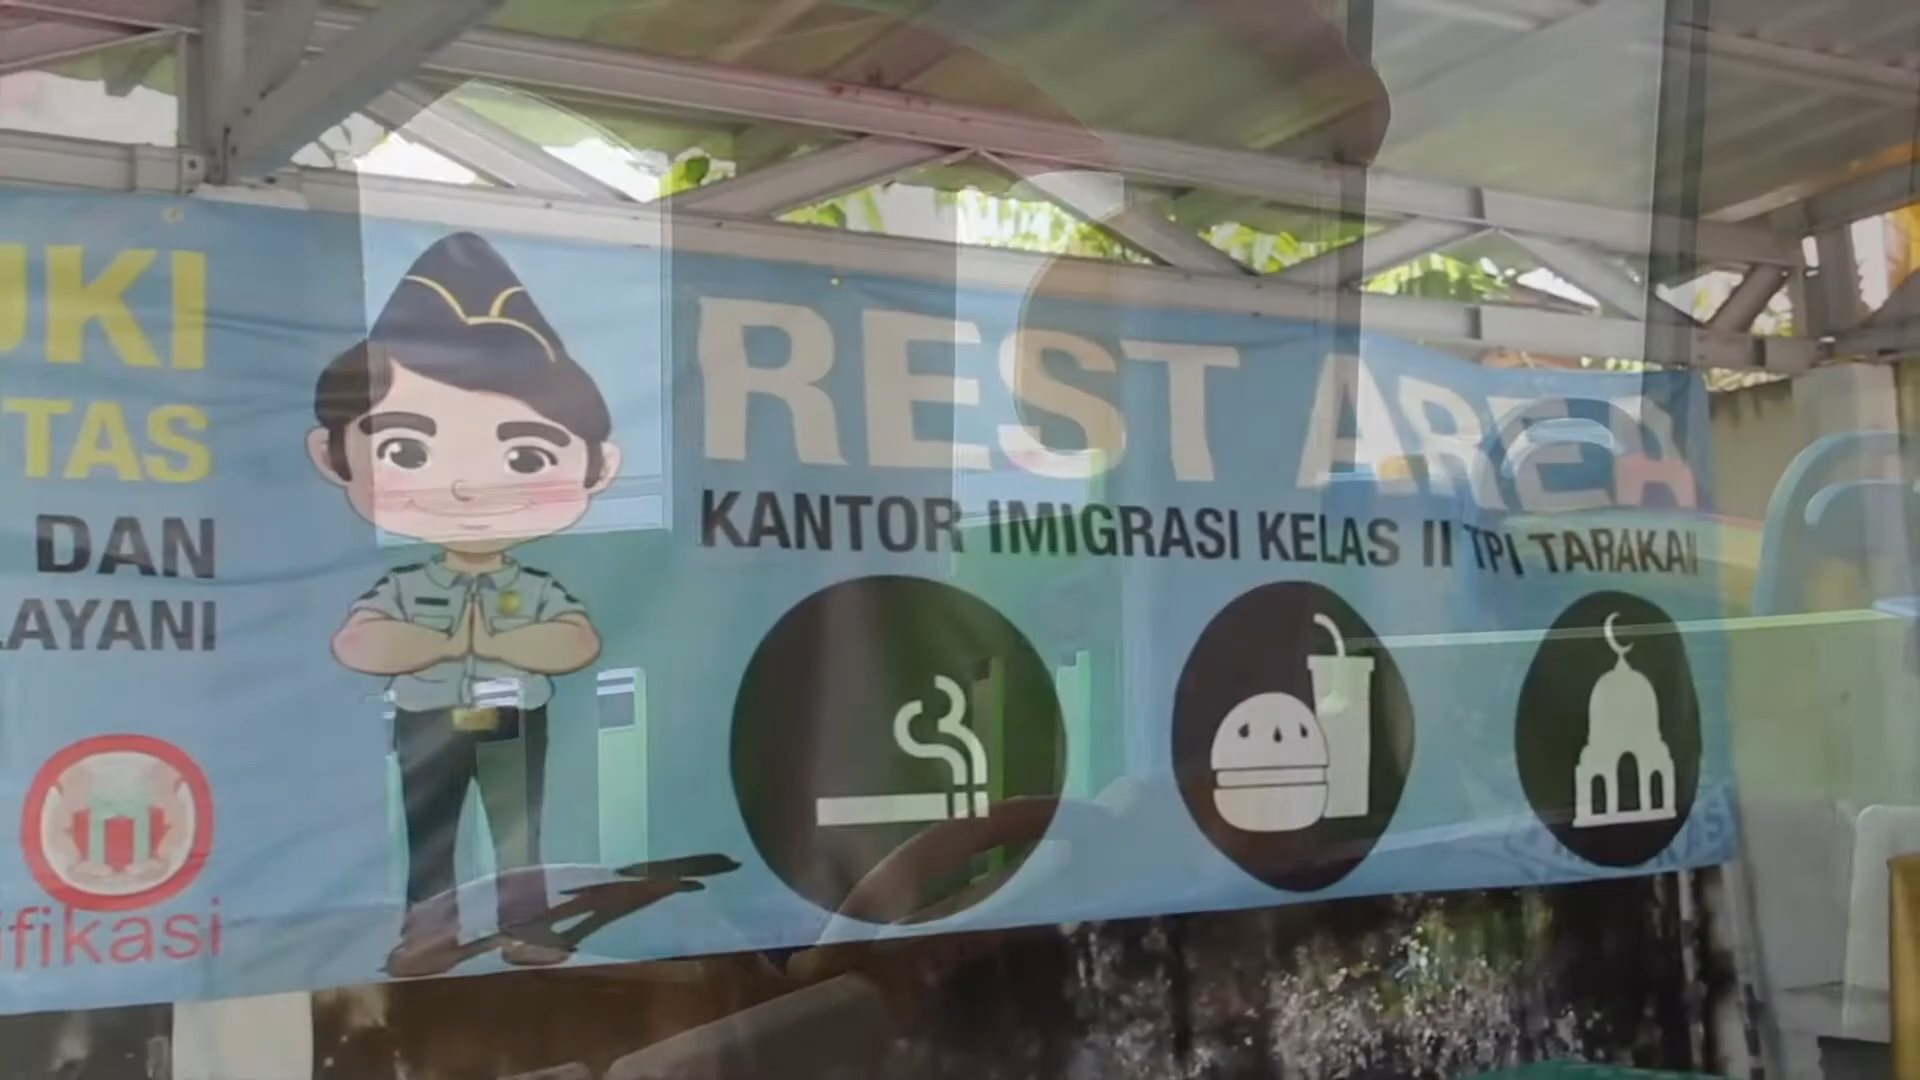 UKI
TAS
DAN
LAYANI
ifikasi
REST AREA
KANTOR IMIGRASI KELAS II TPI TARAKAN